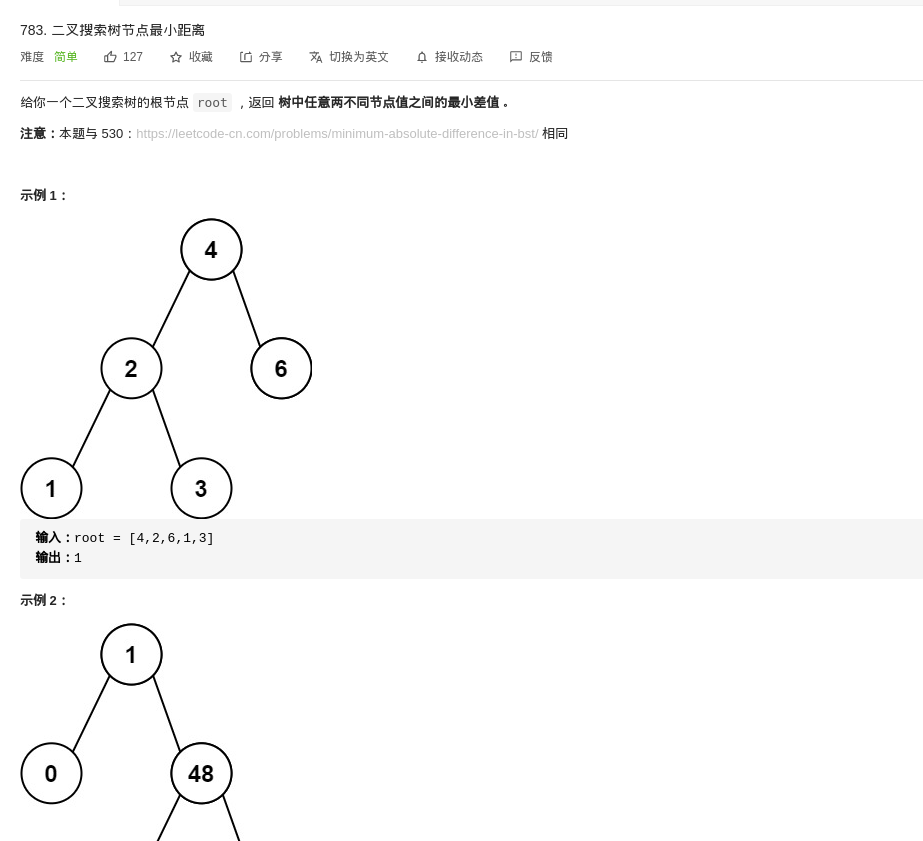 783. 二叉搜索树节点最小距离
难度 简单 127 收藏 分享 切换为英文 接收动态 反馈
给你一个二叉搜索树的根节点 root ，返回 树中任意两不同节点值之间的最小差值 。
注意：本题与 530：https://leetcode-cn.com/problems/minimum-absolute-difference-in-bst/ 相同
示例 1：
4
2 6
1 3
输入：root = [4,2,6,1,3]
输出：1
示例 2：
1
0 48